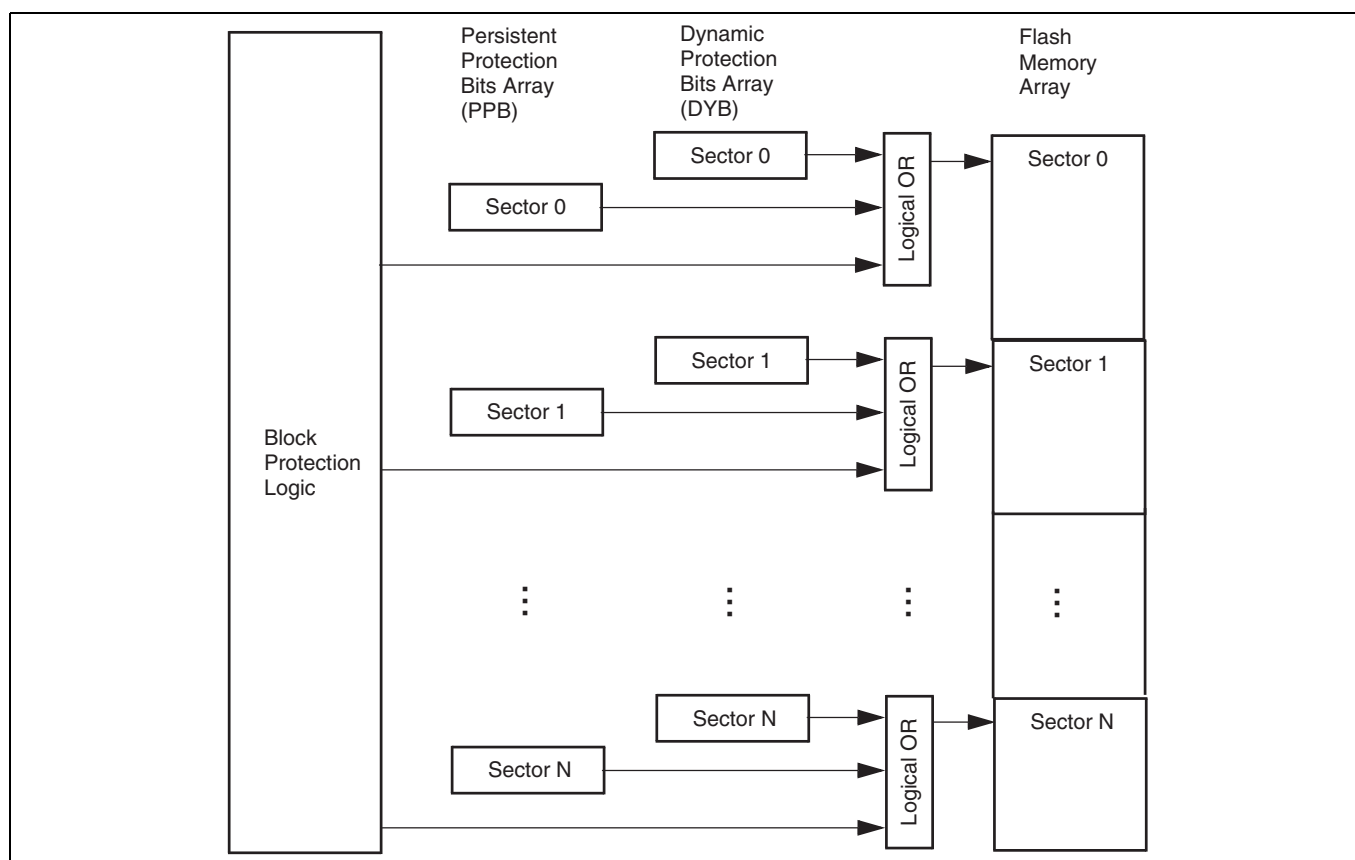 Persistent
Protection
Bits Array
(PPB)
Dynamic
Protection
Bits Array
(DYB)
Flash
Memory
Array
Block
Protection
Logic
Sector 0
Sector 0
Logical OR
Sector 0
Sector 1
Sector 1
Logical OR
Sector 1
...
...
...
...
Sector N
Sector N
Logical OR
Sector N